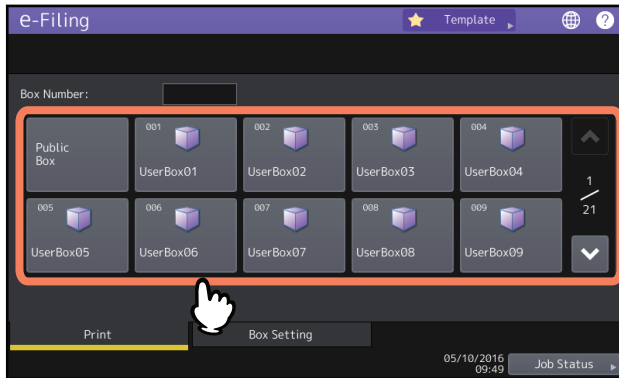 e-Filing
Template
?
Box Number:
Public
Box
001
UserBox01
002
UserBox02
003
UserBox03
004
UserBox04
1
21
005
UserBox05
006
UserBox06
007
UserBox07
008
UserBox08
009
UserBox09
Print
Box Setting
05/10/2016
09:49
Job Status